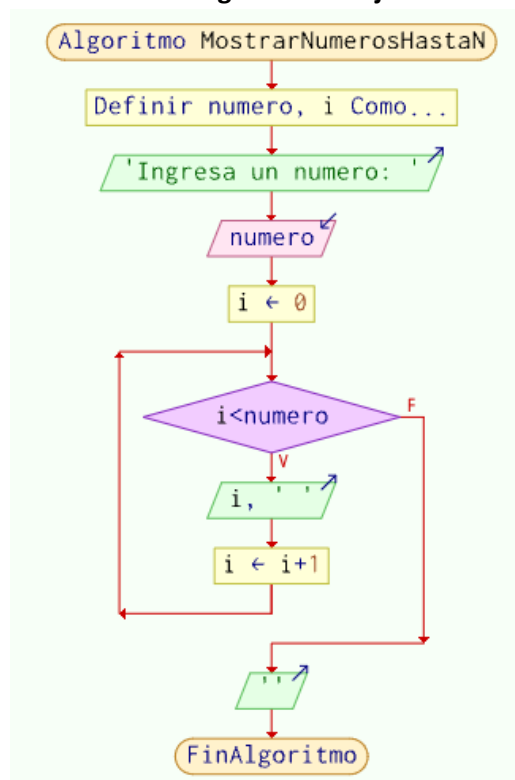 Algoritmo MostrarNumerosHastaN
Definir numero, i Como...
'Ingresa un numero: '
numero
i ← 0
i<numero
F
V
i, ' '
i ← i+1
''
FinAlgoritmo